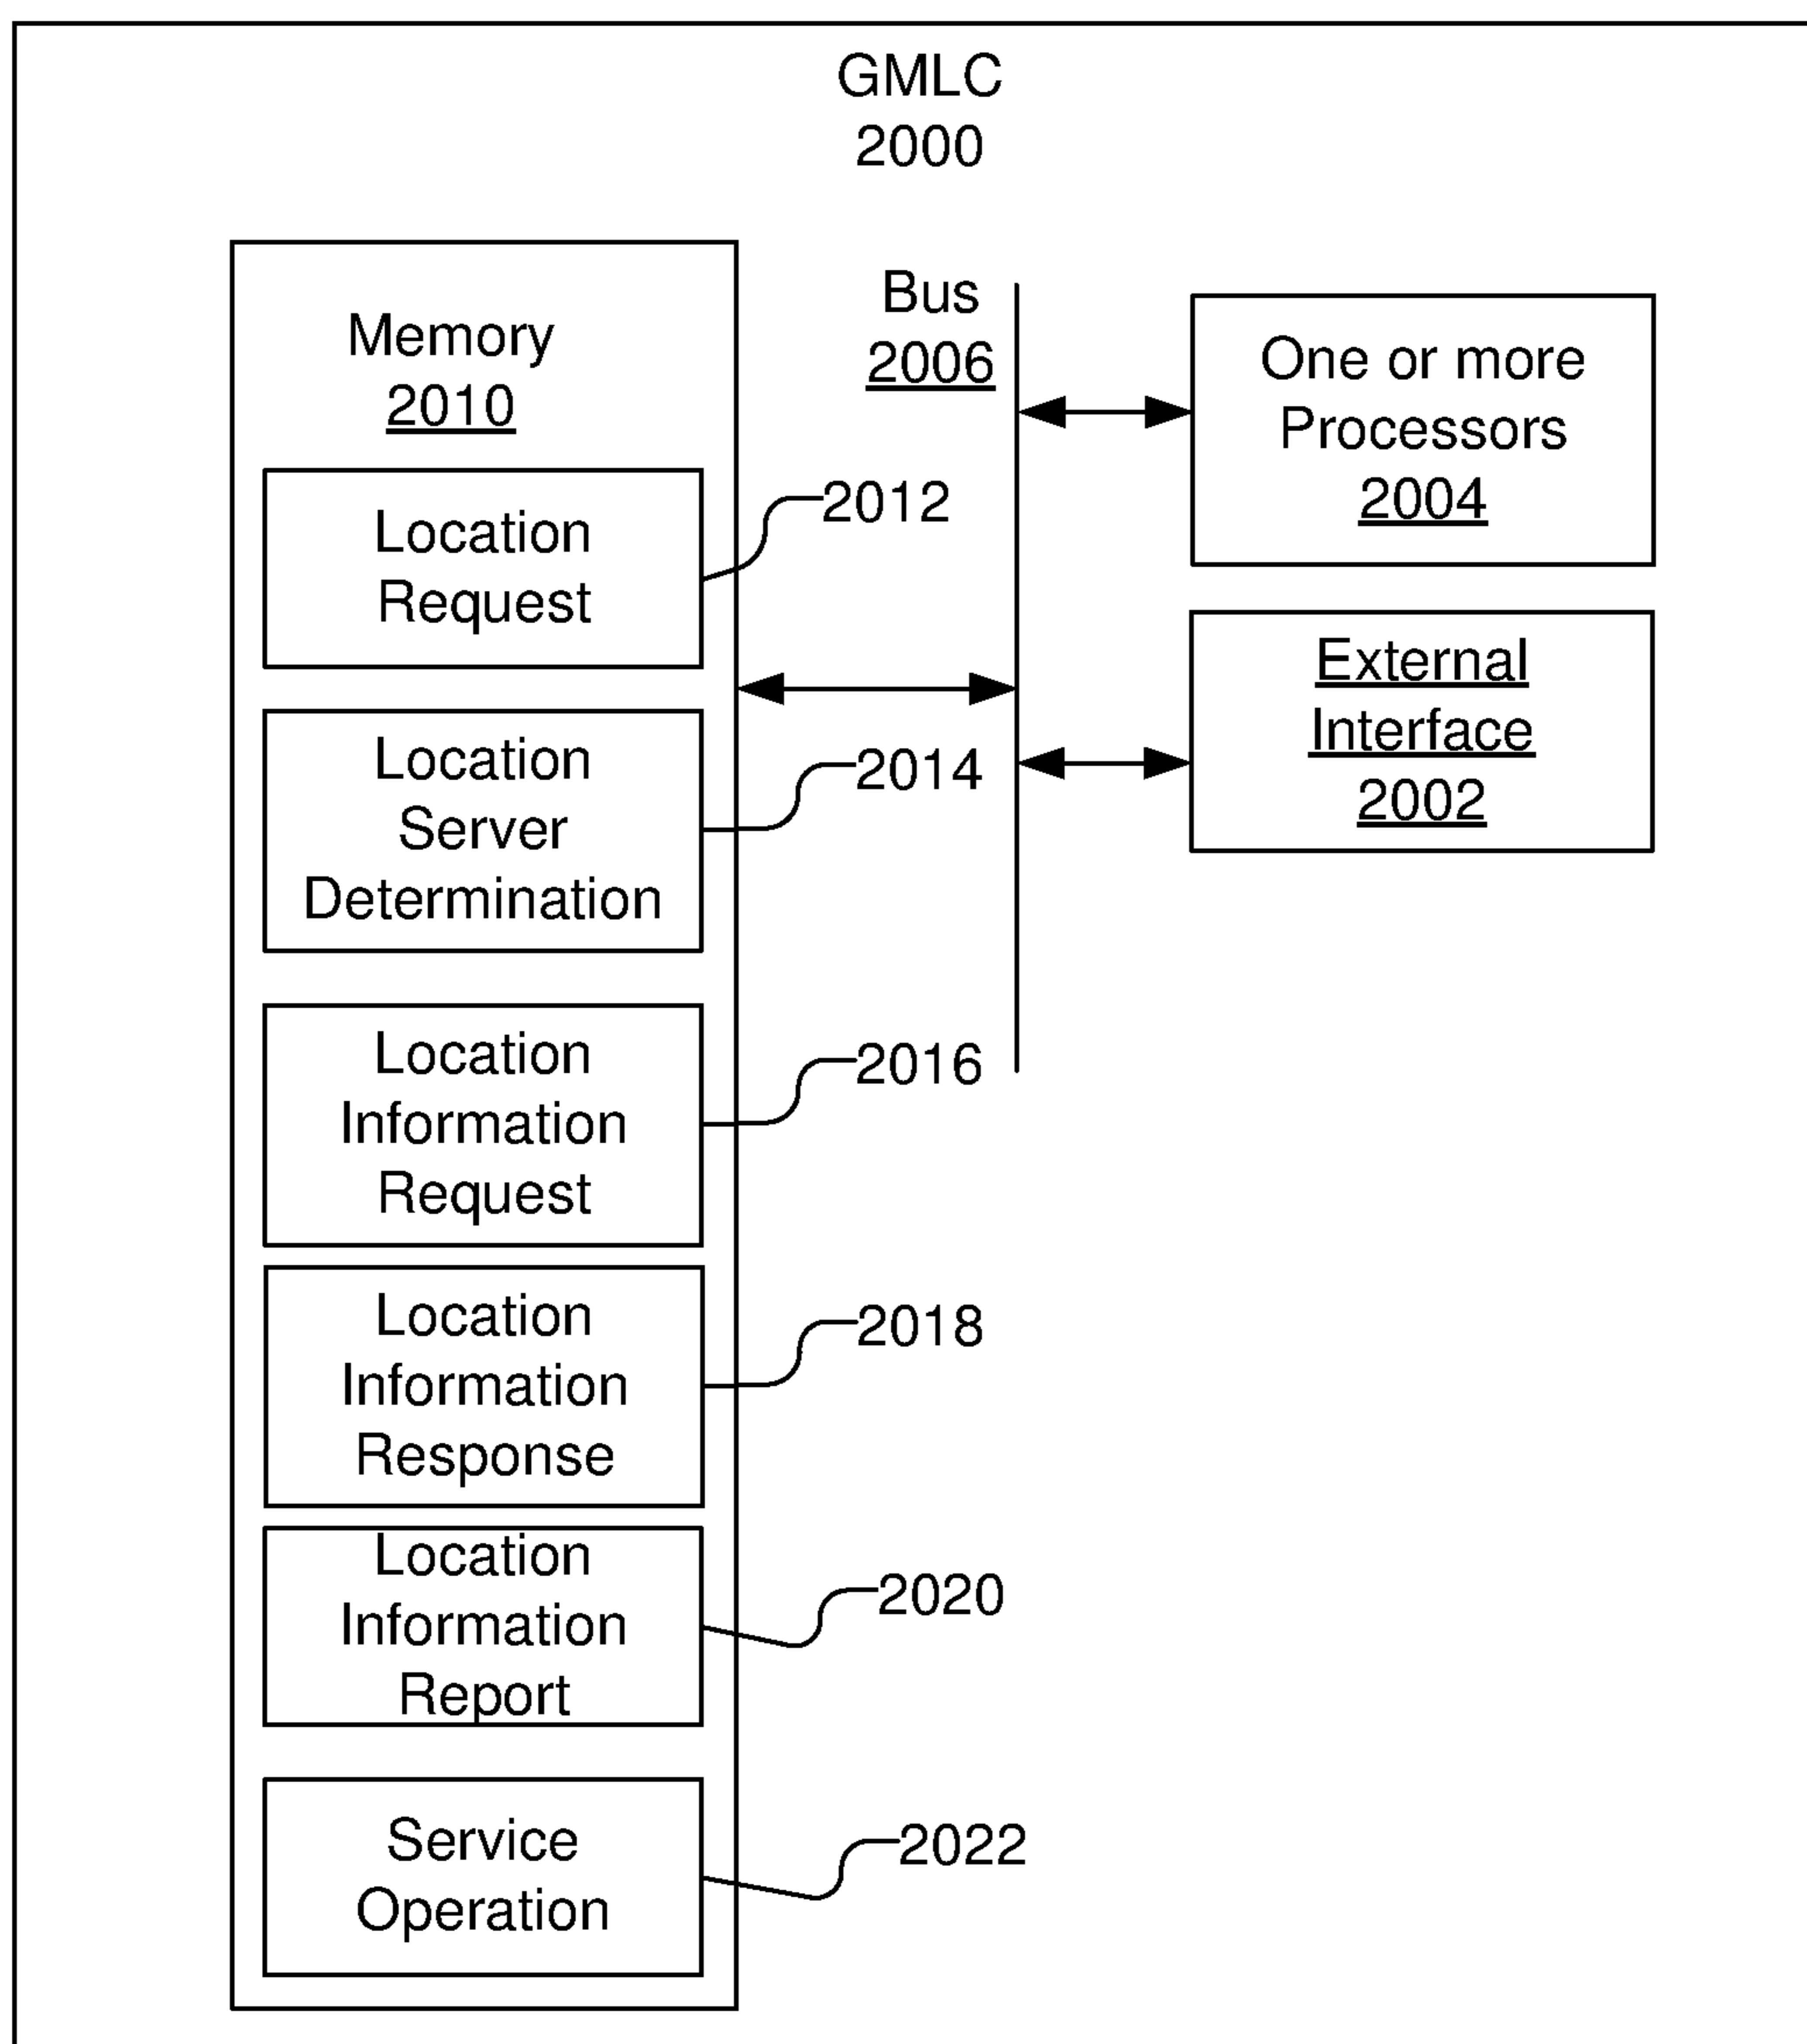 GMLC
2000
Memory
2010
Location
Request
2012
Location
Server
Determination
2014
Location
Information
Request
2016
Location
Information
Response
2018
Location
Information
Report
2020
Service
Operation
2022
Bus
2006
One or more
Processors
2004
External
Interface
2002